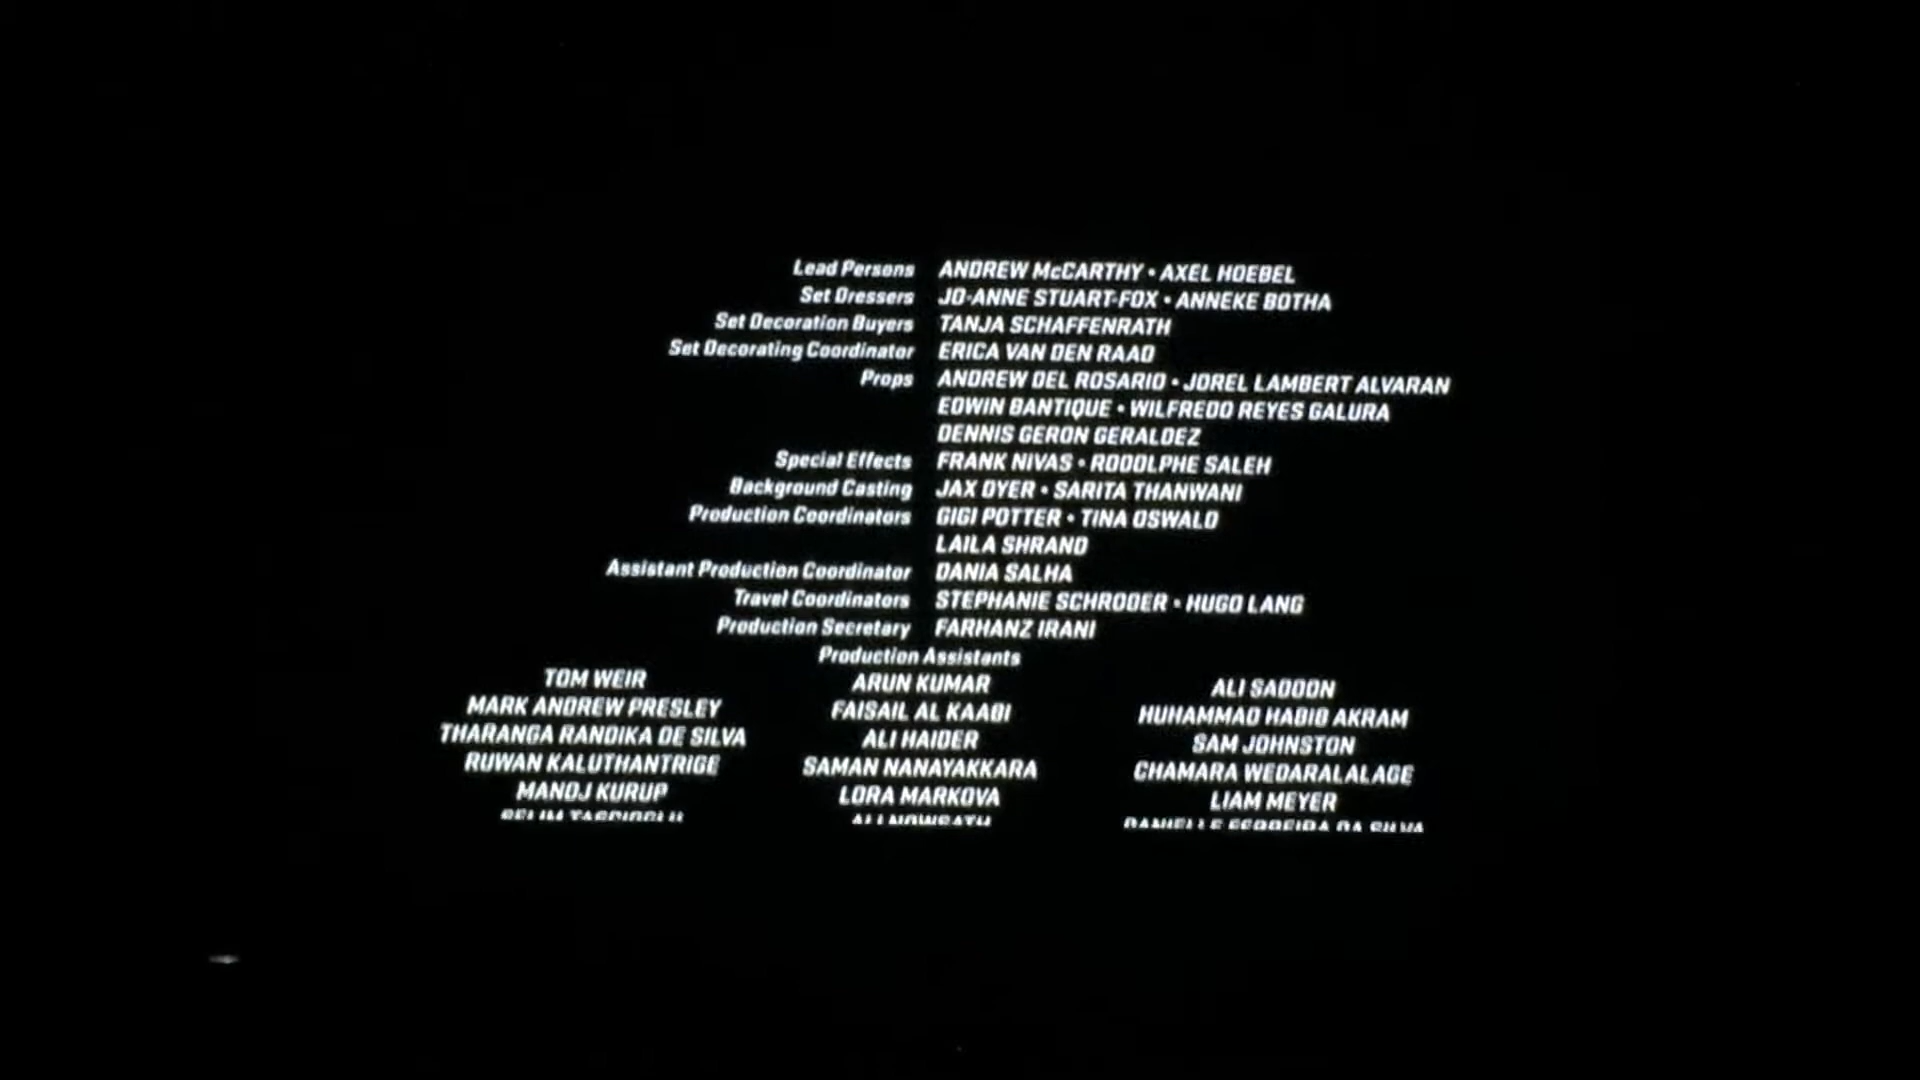 Lead Persons ANDREW McCARTHY • AXEL HOEBEL
Set Dressers JO-ANNE STUART-FOX • ANNEKE BOTHA
Set Decoration Buyers TANJA SCHAFFENRATH
Set Decorating Coordinator ERICA VAN DEN RAAD
Props ANDREW DEL ROSARIO • JOREL LAMBERT ALVARAN
EDWIN BANTIQUE • WILFREDO REYES GALURA
DENNIS GERON GERALDEZ
Special Effects FRANK NIVAS • RODOLPHE SALEH
Background Casting JAX DYER • SARITA THANWANI
Production Coordinators GIGI POTTER • TINA OSWALD
LAILA SHRAND
Assistant Production Coordinator DANIA SALHA
Travel Coordinators STEPHANIE SCHRODER • HUGO LANG
Production Secretary FARHANZ IRANI
Production Assistants
TOM WEIR ARUN KUMAR ALI SADOON
MARK ANDREW PRESLEY FAISAIL AL KAABI HUHAMMAD HABIB AKRAM
THARANGA RANDIKA DE SILVA ALI HAIDER SAM JOHNSTON
RUWAN KALUTHANTRIGE SAMAN NANAYAKKARA CHAMARA WEDARALALAGE
MANOJ KURUP LORA MARKOVA LIAM MEYER
DANIELLE FERREIRA DA SILVA